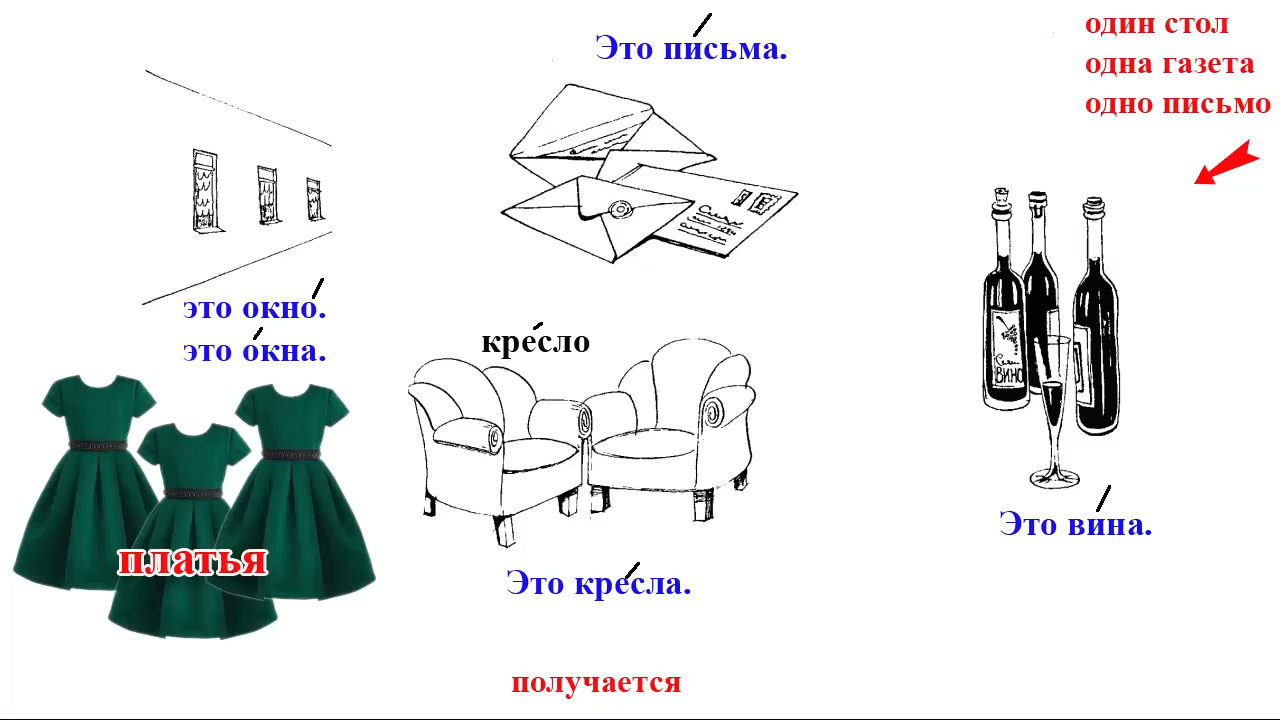 Это письма.
один стол
одна газета
одно письмо
это окно.
это окна.
кресло
ВИНО
платья
Это кресла.
Это вина.
получается